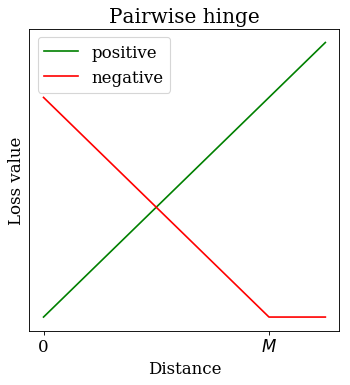 Pairwise hinge
positive
negative
Loss value
0
M
Distance